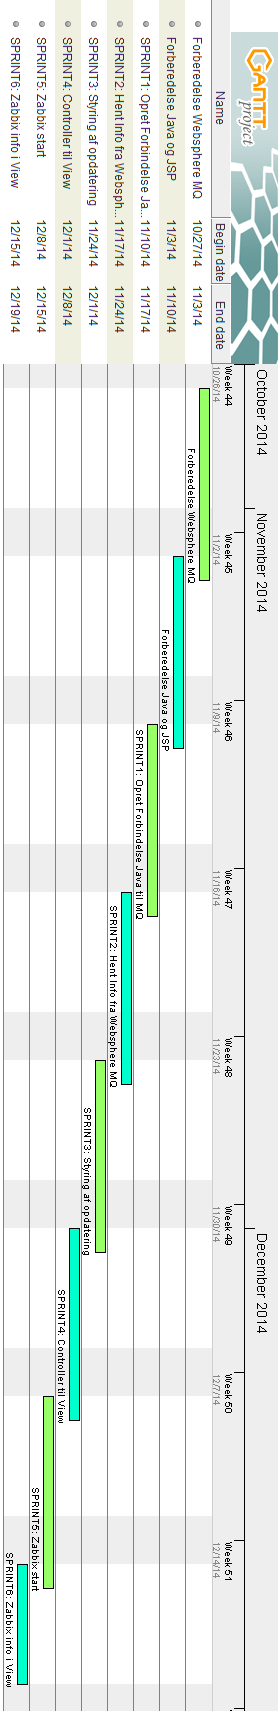 GANTT
project
Name Begin date End date
Forberedelse Websphere MQ 10/27/14 11/3/14
Forberedelse Java og JSP 11/3/14 11/10/14
SPRINT1: Opret Forbindelse Ja... 11/10/14 11/17/14
SPRINT2: Hent Info fra Websph... 11/17/14 11/24/14
SPRINT3: Styring af opdatering 11/24/14 12/1/14
SPRINT4: Controller til View 12/1/14 12/8/14
SPRINT5: Zabbix start 12/8/14 12/15/14
SPRINT6: Zabbix info i View 12/15/14 12/19/14
October 2014 November 2014 December 2014
Week 44 Week 45 Week 46 Week 47 Week 48 Week 49 Week 50 Week 51
10/26/14 11/2/14 11/9/14 11/16/14 11/23/14 11/30/14 12/7/14 12/14/14
Forberedelse Websphere MQ
Forberedelse Java og JSP
SPRINT1: Opret Forbindelse Java til MQ
SPRINT2: Hent Info fra Websphere MQ
SPRINT3: Styring af opdatering
SPRINT4: Controller til View
SPRINT5: Zabbix start
SPRINT6: Zabbix info i View